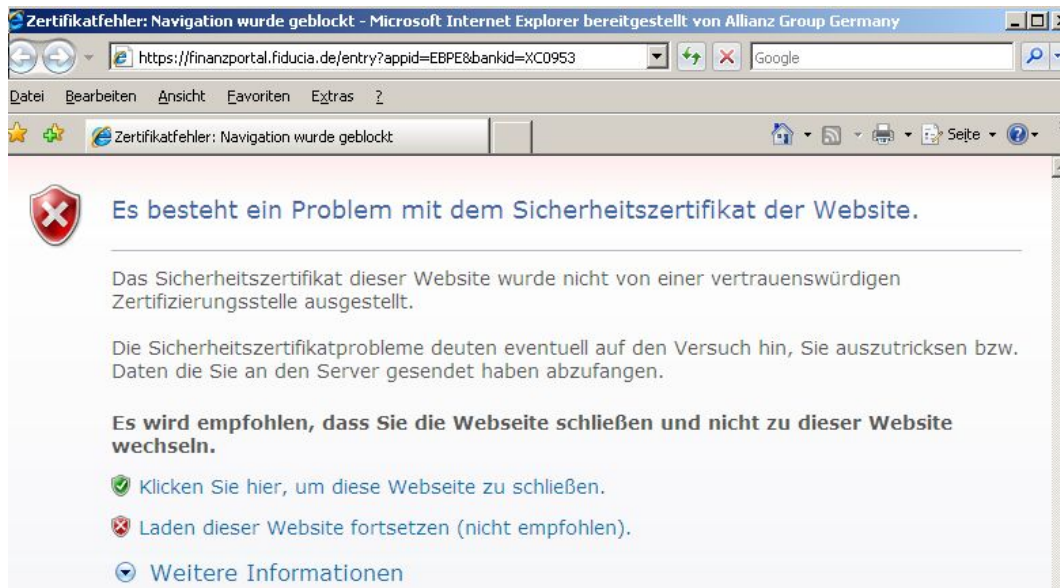 Zertifikatfehler: Navigation wurde geblockt - Microsoft Internet Explorer bereitgestellt von Allianz Group Germany
https://finanzportal.fiducia.de/entry?appid=EBPE&bankid=XC0953
Google
Datei Bearbeiten Ansicht Favoriten Extras ?
Zertifikatfehler: Navigation wurde geblockt
Seite
Es besteht ein Problem mit dem Sicherheitszertifikat der Website.
Das Sicherheitszertifikat dieser Website wurde nicht von einer vertrauenswürdigen
Zertifizierungsstelle ausgestellt.
Die Sicherheitszertifikatprobleme deuten eventuell auf den Versuch hin, Sie auszutricksen bzw.
Daten die Sie an den Server gesendet haben abzufangen.
Es wird empfohlen, dass Sie die Webseite schließen und nicht zu dieser Website
wechseln.
Klicken Sie hier, um diese Webseite zu schließen.
Laden dieser Website fortsetzen (nicht empfohlen).
Weitere Informationen